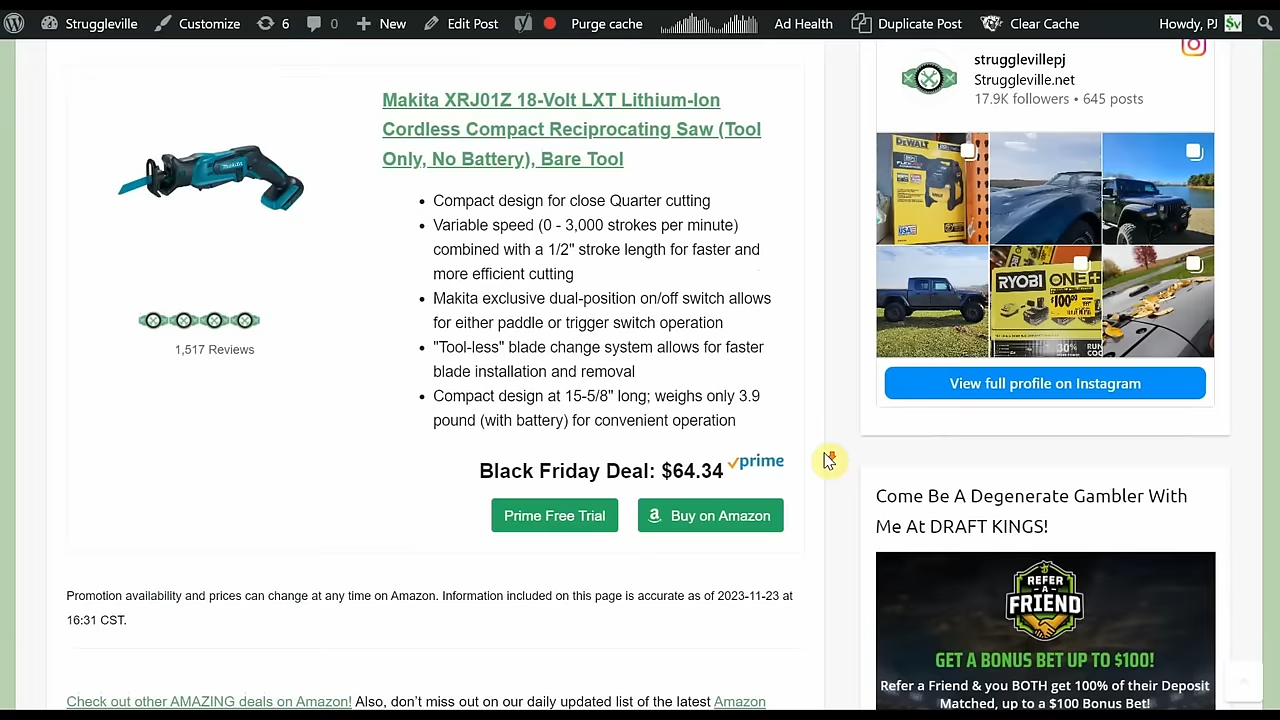 Struggleville
Customize
6
0
New
Edit Post
Purge cache
Ad Health
Duplicate Post
Clear Cache
Howdy, PJ
Makita XRJ01Z 18-Volt LXT Lithium-Ion
Cordless Compact Reciprocating Saw (Tool
Only, No Battery), Bare Tool
1,517 Reviews
• Compact design for close Quarter cutting
• Variable speed (0 - 3,000 strokes per minute)
combined with a 1/2" stroke length for faster and
more efficient cutting
• Makita exclusive dual-position on/off switch allows
for either paddle or trigger switch operation
• "Tool-less" blade change system allows for faster
blade installation and removal
• Compact design at 15-5/8" long; weighs only 3.9
pound (with battery) for convenient operation
Black Friday Deal: $64.34 prime
Prime Free Trial
Buy on Amazon
Promotion availability and prices can change at any time on Amazon. Information included on this page is accurate as of 2023-11-23 at
16:31 CST.
Check out other AMAZING deals on Amazon! Also, don't miss out on our daily updated list of the latest Amazon
strugglevillepj
Struggleville.net
17.9K followers • 645 posts
DEWALT
RYOBI ONE+
$100
30%
View full profile on Instagram
Come Be A Degenerate Gambler With
Me At DRAFT KINGS!
REFER
-A-
FRIEND
GET A BONUS BET UP TO $100!
Refer a Friend & you BOTH get 100% of their Deposit
Matched, up to a $100 Bonus Bet!